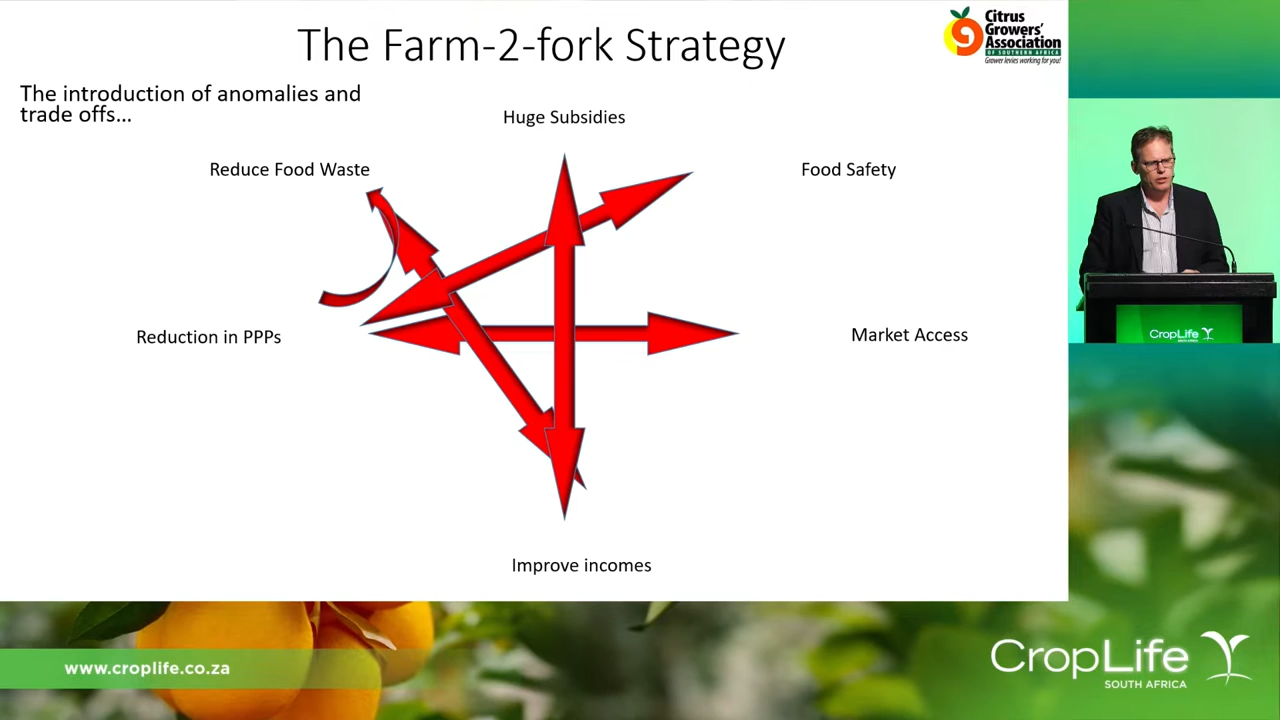 The Farm-2-fork Strategy
Citrus
Growers'
Association
OF SOUTHERN AFRICA
Grower levies working for you!
The introduction of anomalies and
trade offs...
Huge Subsidies
Reduce Food Waste
Food Safety
Reduction in PPPs
Market Access
Improve incomes
CropLife
SOUTH AFRICA
www.croplife.co.za
CropLife
SOUTH AFRICA